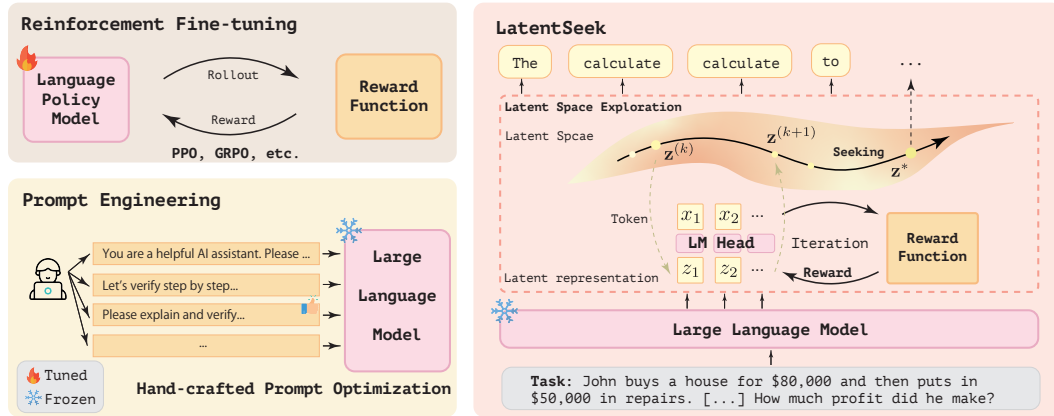 Reinforcement Fine-tuning
Language
Policy
Model
Rollout
Reward
Reward
Function
PPO, GRPO, etc.
Prompt Engineering
You are a helpful AI assistant. Please ...
Let's verify step by step...
Please explain and verify...
...
Large
Language
Model
Tuned
Frozen
Hand-crafted Prompt Optimization
LatentSeek
The
calculate
calculate
to
...
Latent Space Exploration
Latent Spcae
z^(k)
z^(k+1)
Seeking
z*
Token
x₁ x₂ ...
LM Head
Iteration
Reward
Function
Latent representation
z₁ z₂ ...
Reward
Large Language Model
Task: John buys a house for $80,000 and then puts in
$50,000 in repairs. [...] How much profit did he make?